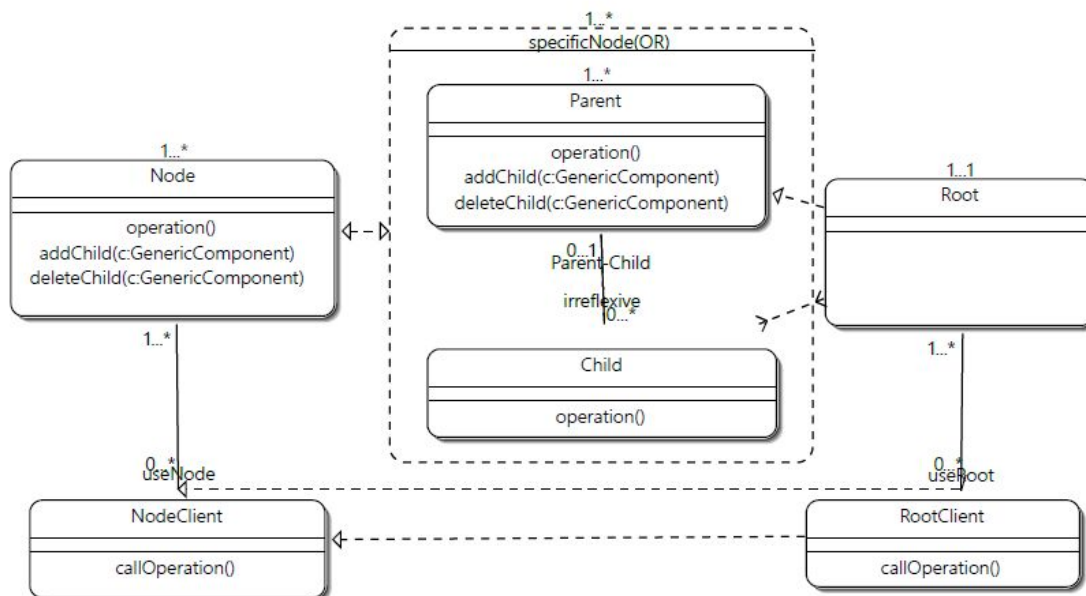 1...*
specificNode(OR)
1...*
Parent
operation()
addChild(c:GenericComponent)
deleteChild(c:GenericComponent)
1...*
Node
operation()
addChild(c:GenericComponent)
deleteChild(c:GenericComponent)
1...1
Root
0...1
Parent-Child
irreflexive
0...*
Child
operation()
1...*
1...*
0...*
useNode
0...*
useRoot
NodeClient
callOperation()
RootClient
callOperation()